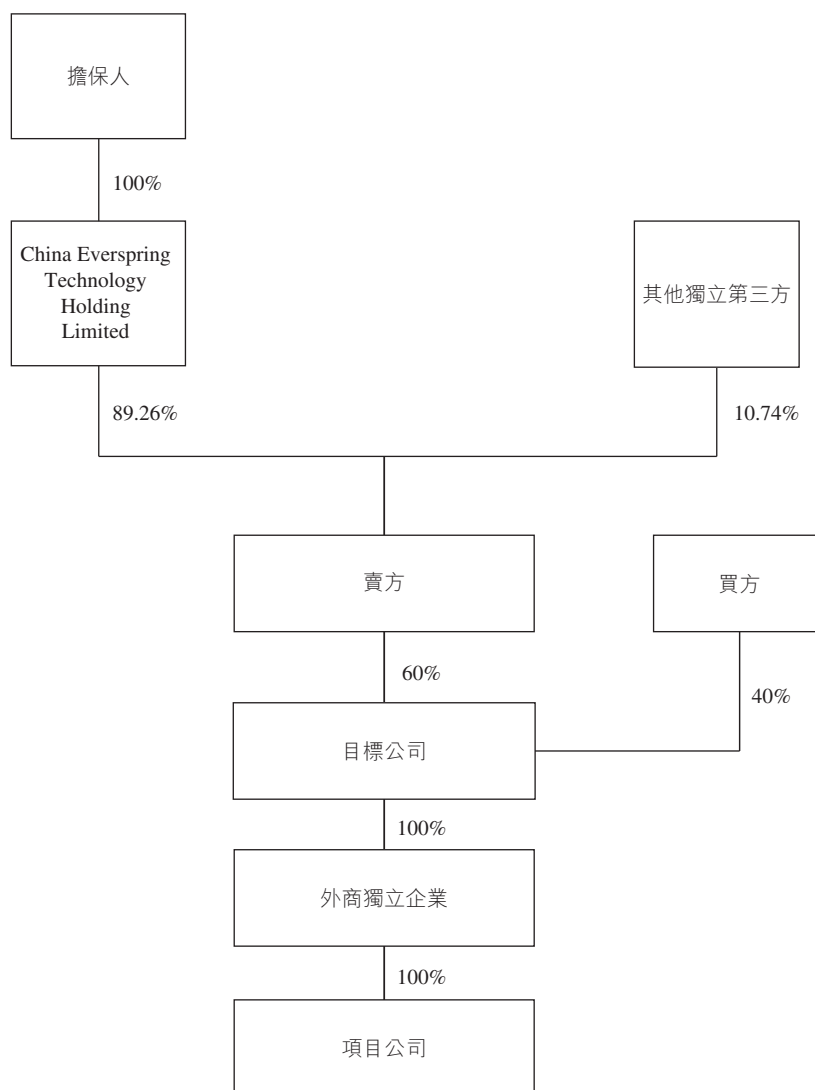 擔保人
100%
China Everspring
Technology
Holding
Limited
其他獨立第三方
89.26%
10.74%
賣方
買方
60%
40%
目標公司
100%
外商獨立企業
100%
項目公司